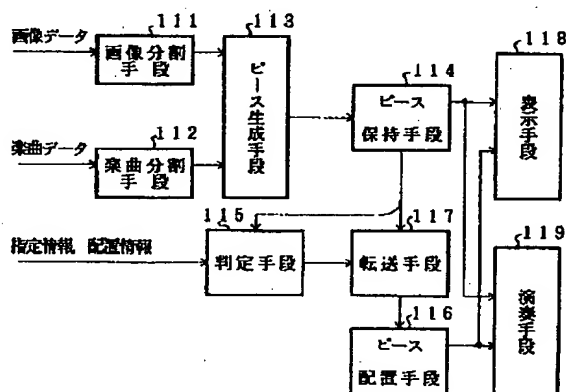 111
113
118
画像データ
画像分割
手段
ピース生成手段
114
ピース
保持手段
表示手段
112
楽曲データ
楽曲分割
手段
115
117
119
指定情報，配置情報
判定手段
転送手段
116
ピース
配置手段
演奏手段